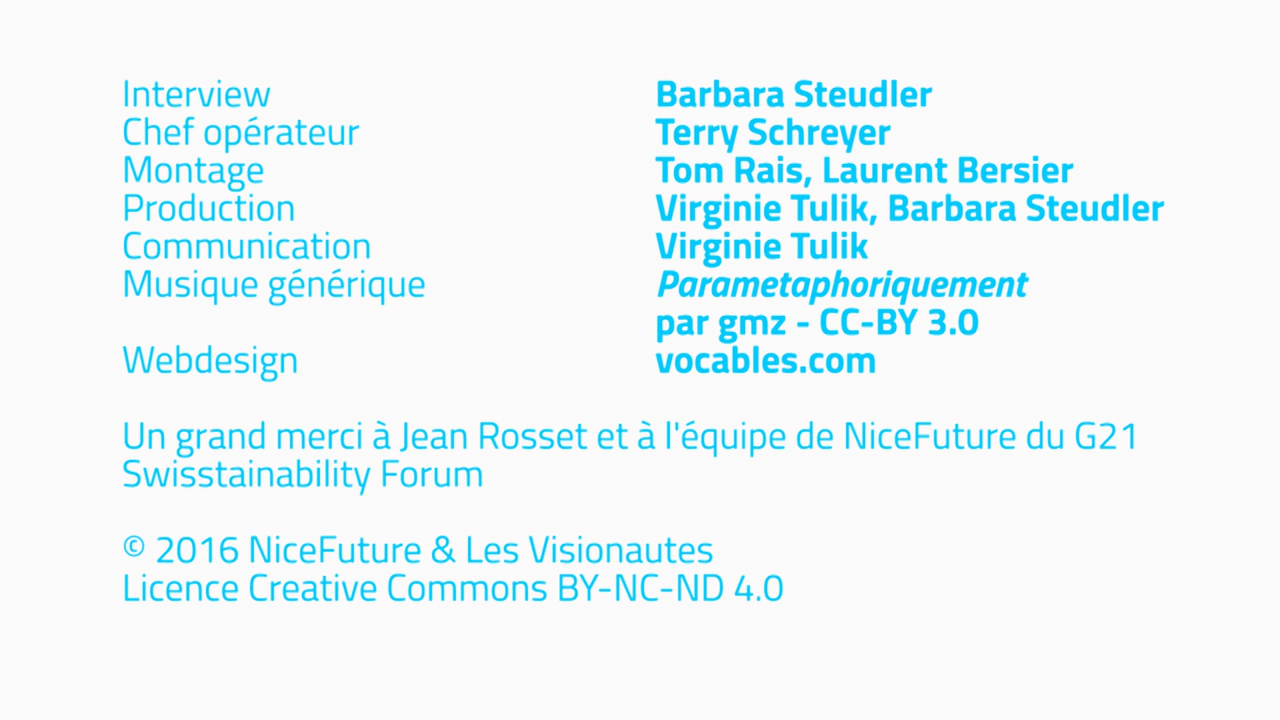 Interview Barbara Steudler
Chef opérateur Terry Schreyer
Montage Tom Rais, Laurent Bersier
Production Virginie Tulik, Barbara Steudler
Communication Virginie Tulik
Musique générique Parametaphoriquement
par gmz - CC-BY 3.0
Webdesign vocables.com
Un grand merci à Jean Rosset et à l'équipe de NiceFuture du G21
Swisstainability Forum
© 2016 NiceFuture & Les Visionautes
Licence Creative Commons BY-NC-ND 4.0